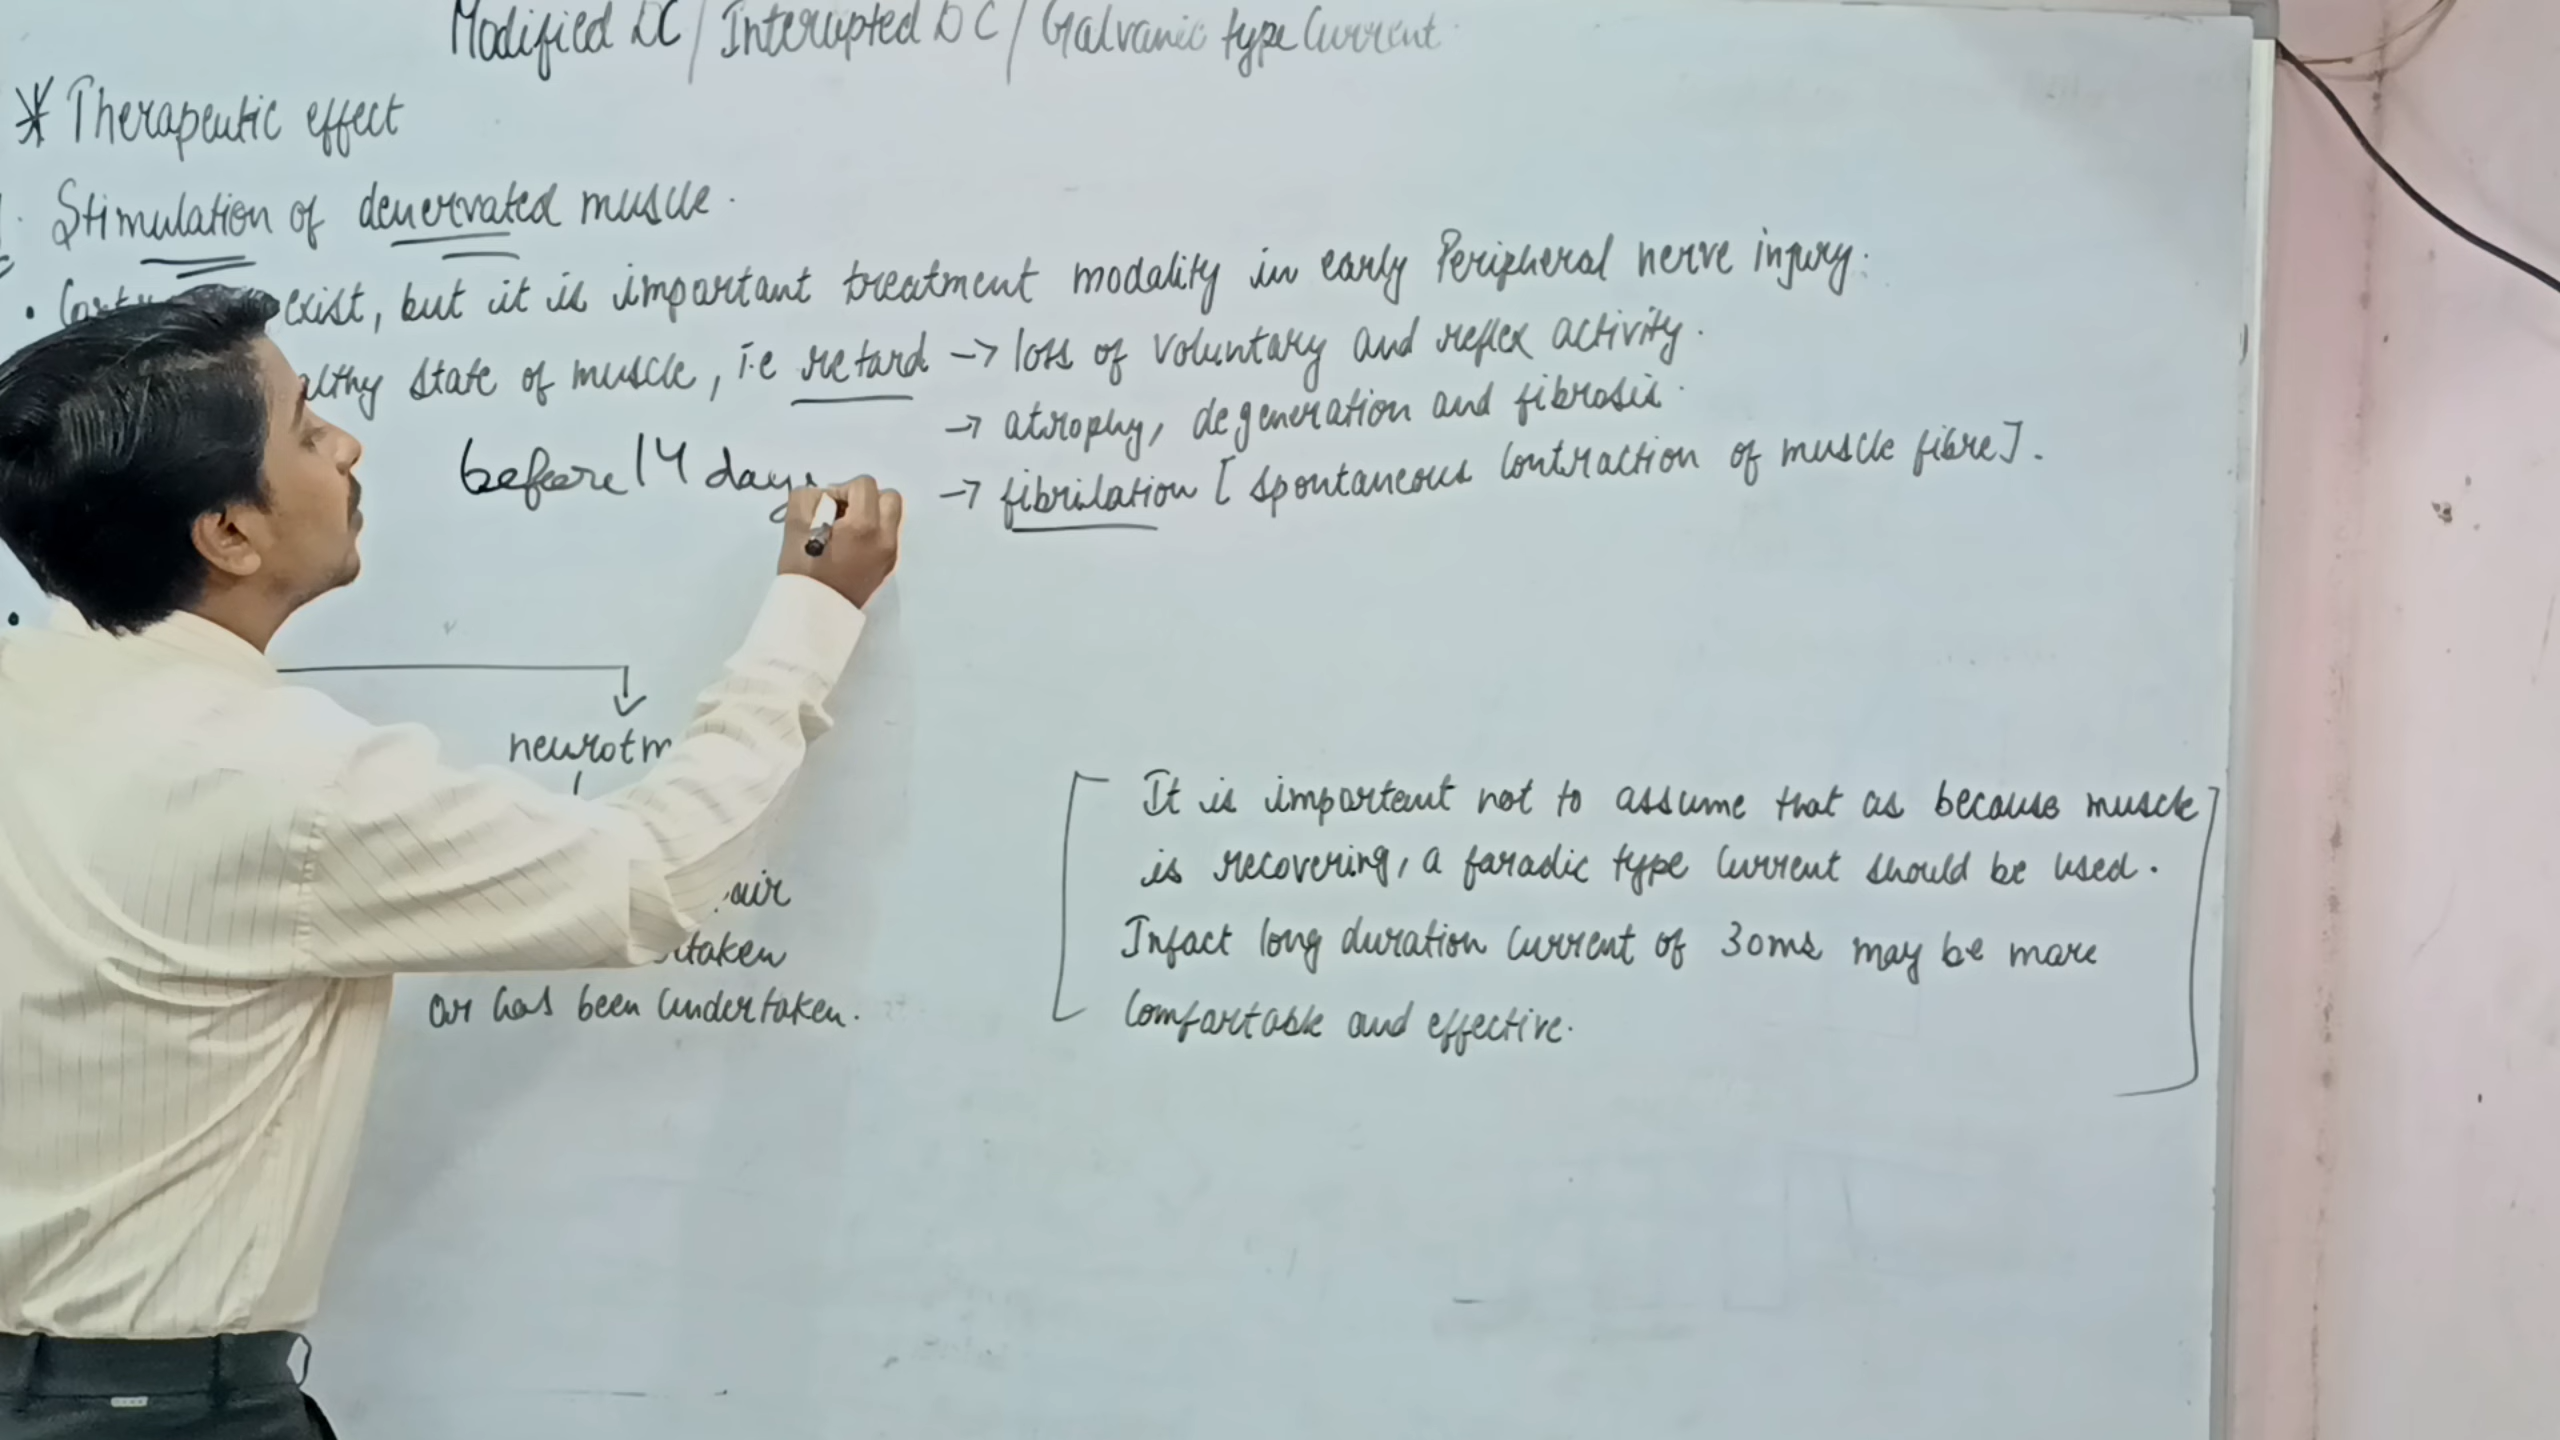 Modified DC / Interrupted DC / Galvanic type Current
* Therapeutic effect
Stimulation of denervated muscle.
• exist, but it is important treatment modality in early Peripheral nerve injury.
state of muscle, i.e retard → loss of voluntary and reflex activity.
→ atrophy, degeneration and fibrosis.
before 14 days
→ fibrilation [ spontaneous contraction of muscle fibre].
•
or has been undertaken.
It is important not to assume that as because muscle
is recovering, a faradic type current should be used.
Infact long duration current of 30ms may be more
comfortable and effective.